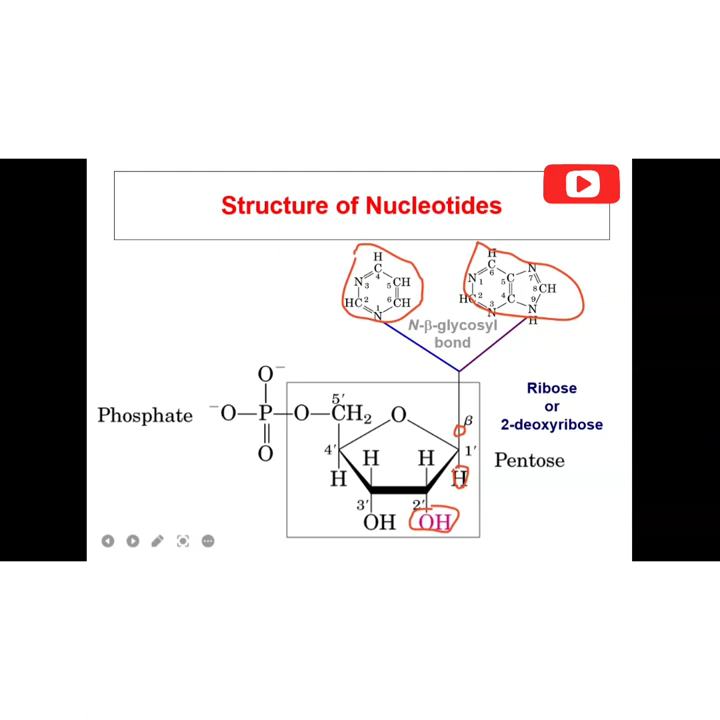 Structure of Nucleotides
H
C
4
N 3 5 CH
HC 2 6 CH
1
N
H
C
6
N 1 5 N
7
8 CH
HC 2 4 9
3
N N
H
N-β-glycosyl
bond
Ribose
or
2-deoxyribose
O⁻
Phosphate ⁻O—P—O—CH₂ O β
5′
O
4′ 1′
H H H H
Pentose
3′ 2′
OH OH